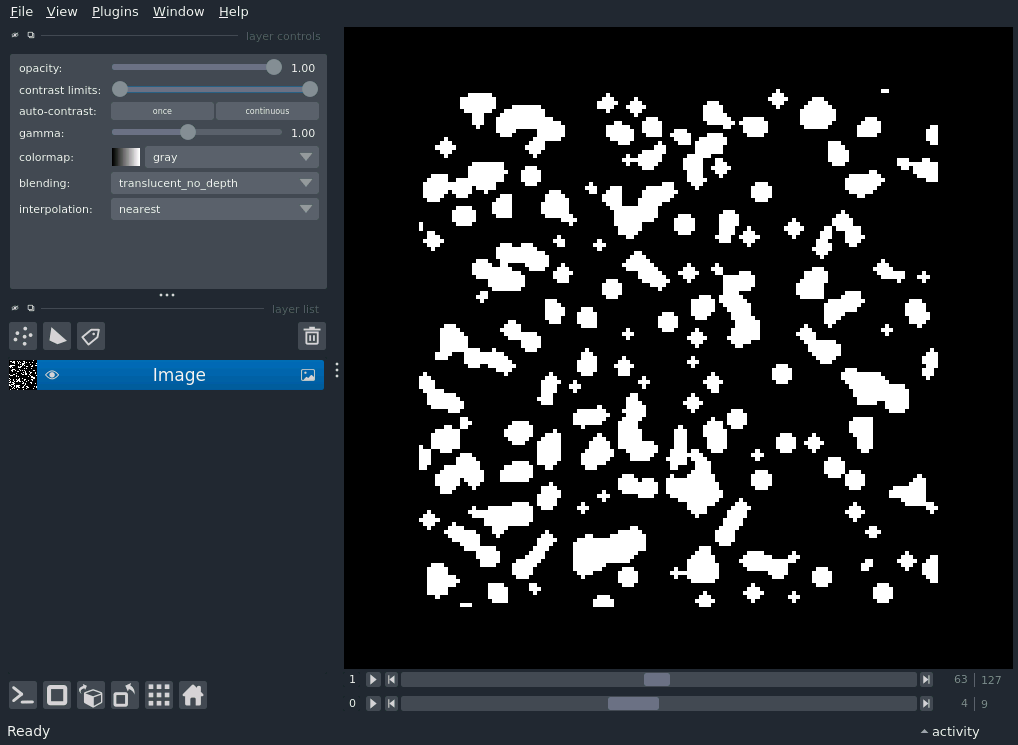 File View Plugins Window Help
layer controls
opacity: 1.00
contrast limits:
auto-contrast: once continuous
gamma: 1.00
colormap: gray
blending: translucent_no_depth
interpolation: nearest
layer list
Image
1 63 127
0 4 9
Ready activity